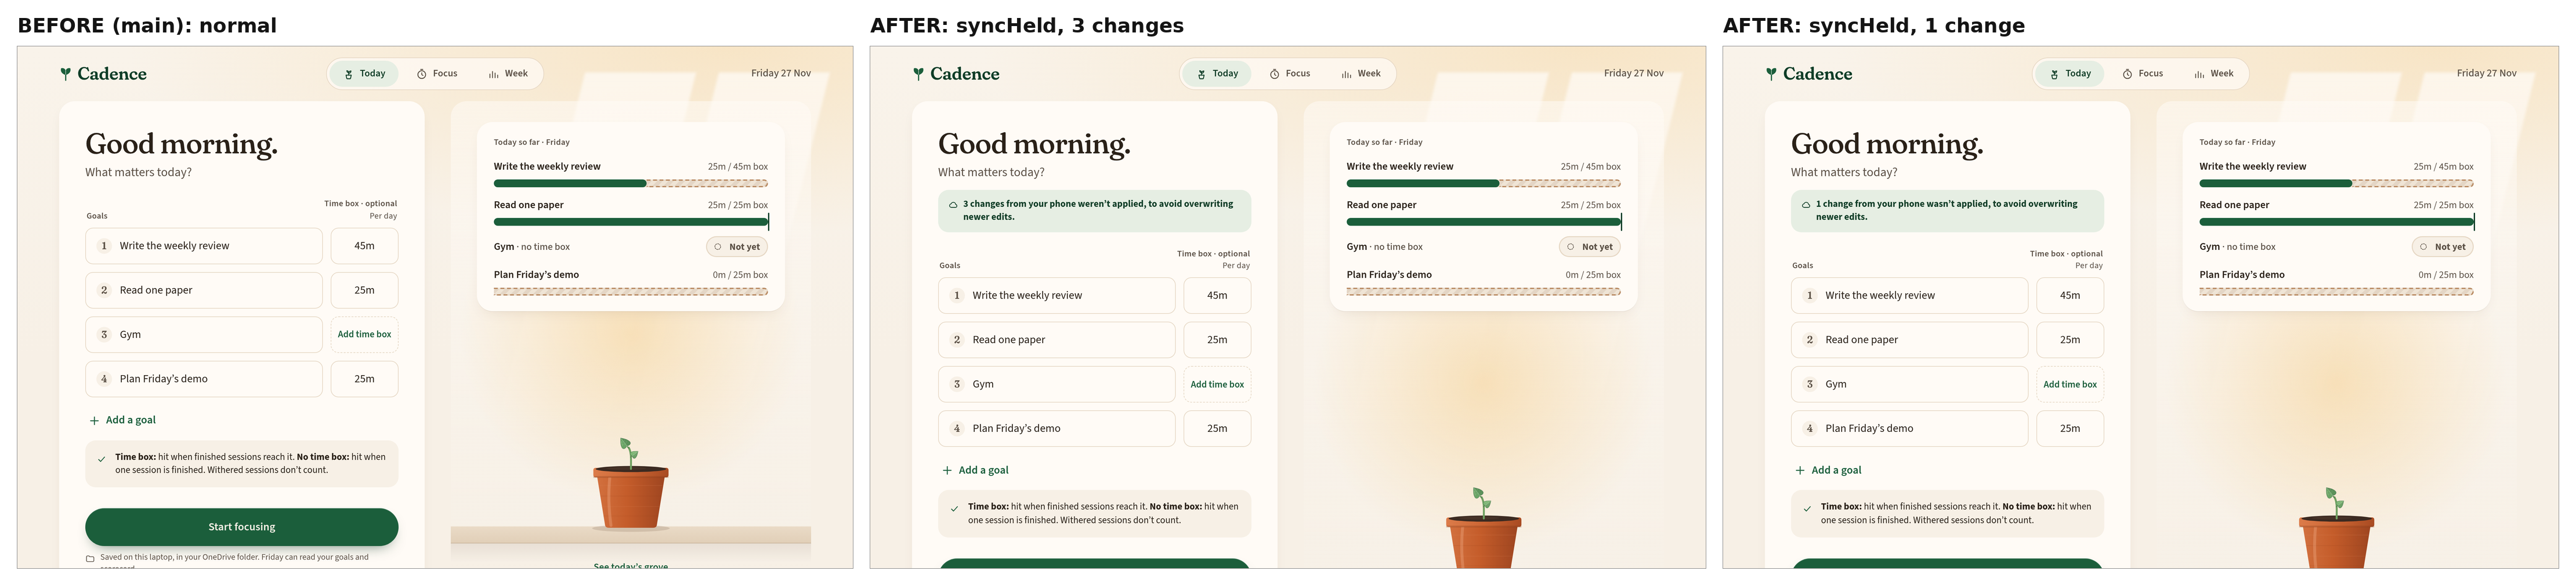 BEFORE (main): normal
Cadence
Today
Focus
Week
Friday 27 Nov
Good morning.
What matters today?
Time box · optional
Goals
Per day
1 Write the weekly review 45m
2 Read one paper 25m
3 Gym Add time box
4 Plan Friday’s demo 25m
+ Add a goal
Time box: hit when finished sessions reach it. No time box: hit when
one session is finished. Withered sessions don’t count.
Start focusing
Saved on this laptop, in your OneDrive folder. Friday can read your goals and
Today so far · Friday
Write the weekly review 25m / 45m box
Read one paper 25m / 25m box
Gym · no time box Not yet
Plan Friday’s demo 0m / 25m box
See today’s grove
AFTER: syncHeld, 3 changes
Cadence
Today
Focus
Week
Friday 27 Nov
Good morning.
What matters today?
3 changes from your phone weren’t applied, to avoid overwriting
newer edits.
Time box · optional
Goals
Per day
1 Write the weekly review 45m
2 Read one paper 25m
3 Gym Add time box
4 Plan Friday’s demo 25m
+ Add a goal
Time box: hit when finished sessions reach it. No time box: hit when
one session is finished. Withered sessions don’t count.
Today so far · Friday
Write the weekly review 25m / 45m box
Read one paper 25m / 25m box
Gym · no time box Not yet
Plan Friday’s demo 0m / 25m box
AFTER: syncHeld, 1 change
Cadence
Today
Focus
Week
Friday 27 Nov
Good morning.
What matters today?
1 change from your phone wasn’t applied, to avoid overwriting
newer edits.
Time box · optional
Goals
Per day
1 Write the weekly review 45m
2 Read one paper 25m
3 Gym Add time box
4 Plan Friday’s demo 25m
+ Add a goal
Time box: hit when finished sessions reach it. No time box: hit when
one session is finished. Withered sessions don’t count.
Today so far · Friday
Write the weekly review 25m / 45m box
Read one paper 25m / 25m box
Gym · no time box Not yet
Plan Friday’s demo 0m / 25m box